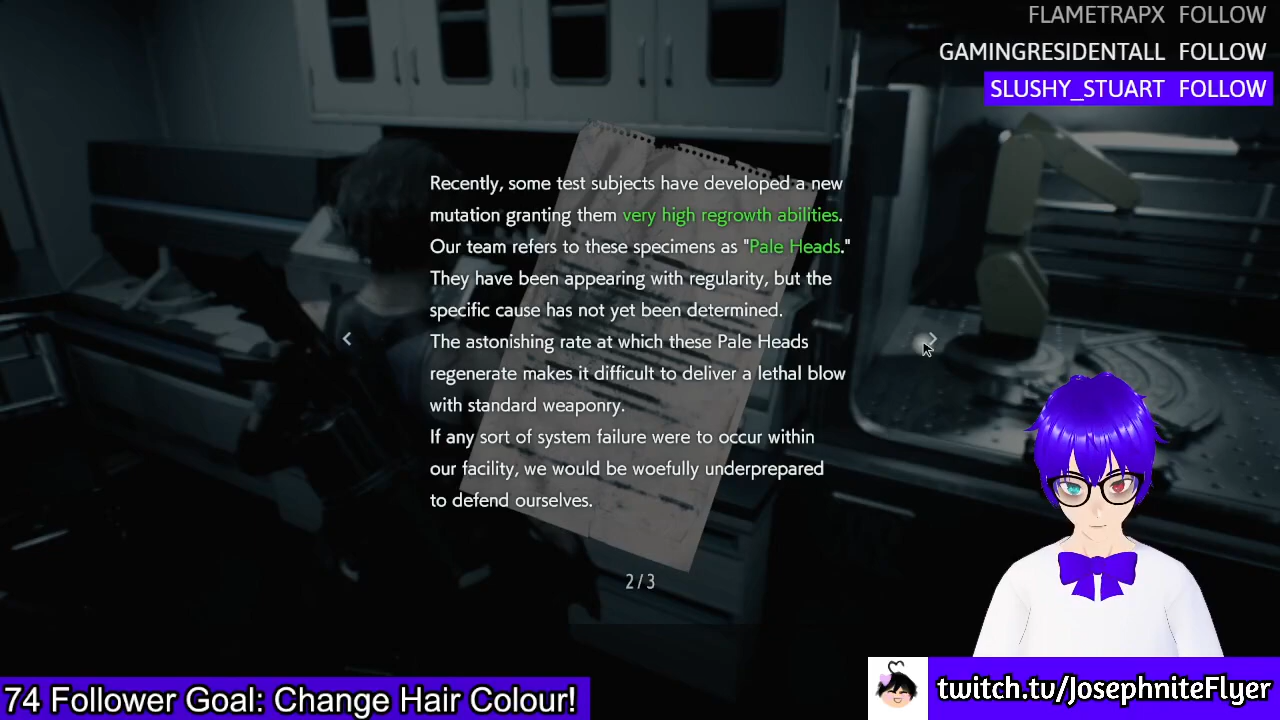 FLAMETRAPX FOLLOW
GAMINGRESIDENTALL FOLLOW
SLUSHY_STUART FOLLOW
Recently, some test subjects have developed a new
mutation granting them very high regrowth abilities.
Our team refers to these specimens as "Pale Heads."
They have been appearing with regularity, but the
specific cause has not yet been determined.
The astonishing rate at which these Pale Heads
regenerate makes it difficult to deliver a lethal blow
with standard weaponry.
If any sort of system failure were to occur within
our facility, we would be woefully underprepared
to defend ourselves.
2/3
74 Follower Goal: Change Hair Colour!
twitch.tv/JosephniteFlyer